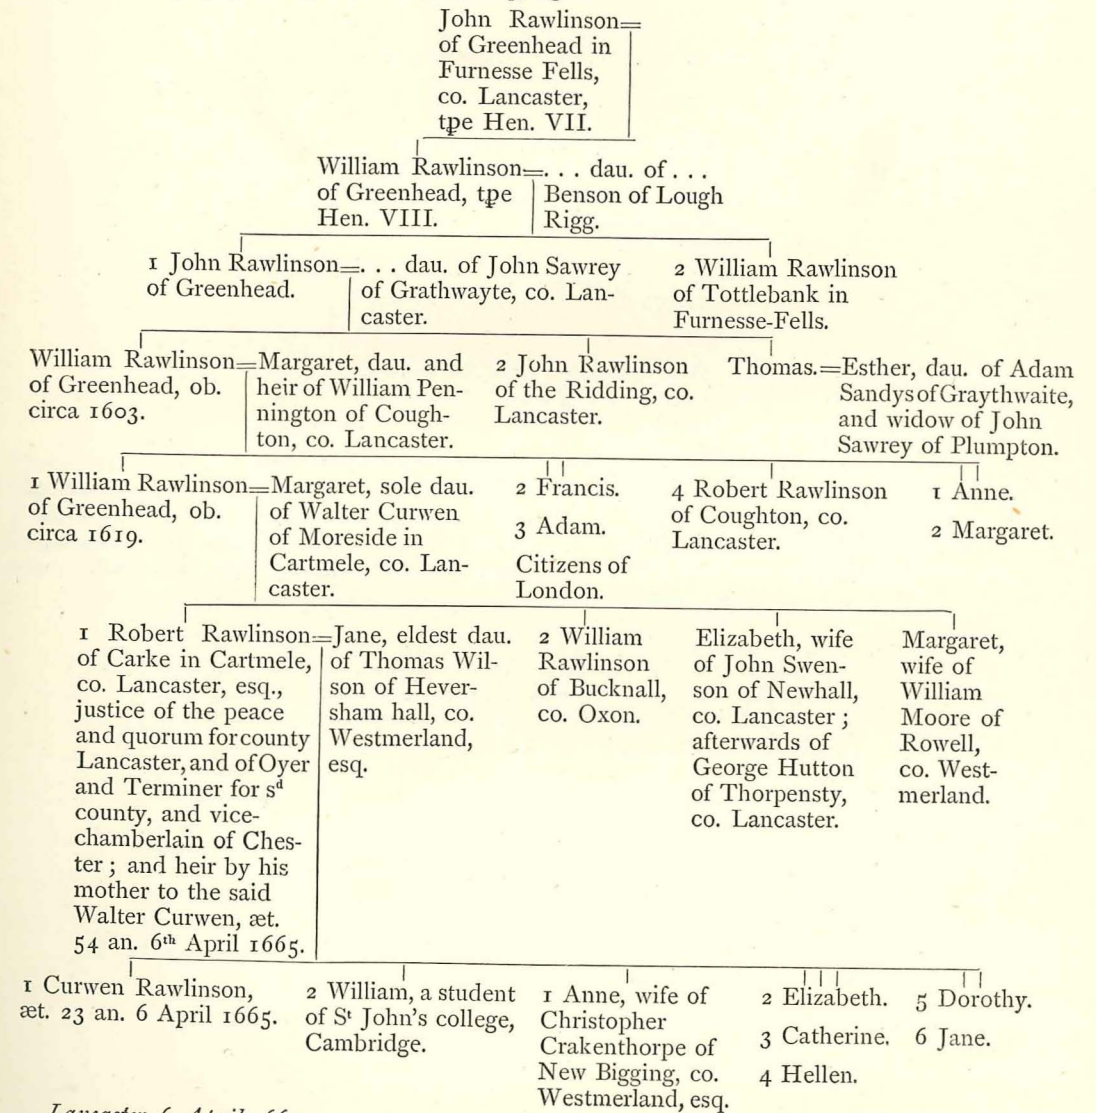 John Rawlinson=
of Greenhead in
Furnesse Fells,
co. Lancaster,
tpe Hen. VII.
William Rawlinson=. . . dau. of . . .
of Greenhead, tpe
Hen. VIII.
Benson of Lough
Rigg.
1 John Rawlinson=. . . dau. of John Sawrey
of Greenhead.
of Grathwayte, co. Lan-
caster.
2 William Rawlinson
of Tottlebank in
Furnesse-Fells.
William Rawlinson=Margaret, dau. and
of Greenhead, ob.
circa 1603.
heir of William Pen-
nington of Cough-
ton, co. Lancaster.
2 John Rawlinson
of the Ridding, co.
Lancaster.
Thomas.=Esther, dau. of Adam
Sandys of Graythwaite,
and widow of John
Sawrey of Plumpton.
1 William Rawlinson=Margaret, sole dau.
of Greenhead, ob.
circa 1619.
of Walter Curwen
of Moreside in
Cartmele, co. Lan-
caster.
2 Francis.
3 Adam.
Citizens of
London.
4 Robert Rawlinson
of Coughton, co.
Lancaster.
1 Anne.
2 Margaret.
1 Robert Rawlinson=Jane, eldest dau.
of Carke in Cartmele,
co. Lancaster, esq.,
justice of the peace
and quorum for county
Lancaster, and of Oyer
and Terminer for sd
county, and vice-
chamberlain of Ches-
ter ; and heir by his
mother to the said
Walter Curwen, æt.
54 an. 6th April 1665.
of Thomas Wil-
son of Hever-
sham hall, co.
Westmerland,
esq.
2 William
Rawlinson
of Bucknall,
co. Oxon.
Elizabeth, wife
of John Swen-
son of Newhall,
co. Lancaster ;
afterwards of
George Hutton
of Thorpensty,
co. Lancaster.
Margaret,
wife of
William
Moore of
Rowell,
co. West-
merland.
1 Curwen Rawlinson,
æt. 23 an. 6 April 1665.
2 William, a student
of St John's college,
Cambridge.
1 Anne, wife of
Christopher
Crakenthorpe of
New Bigging, co.
Westmerland, esq.
2 Elizabeth.
3 Catherine.
4 Hellen.
5 Dorothy.
6 Jane.